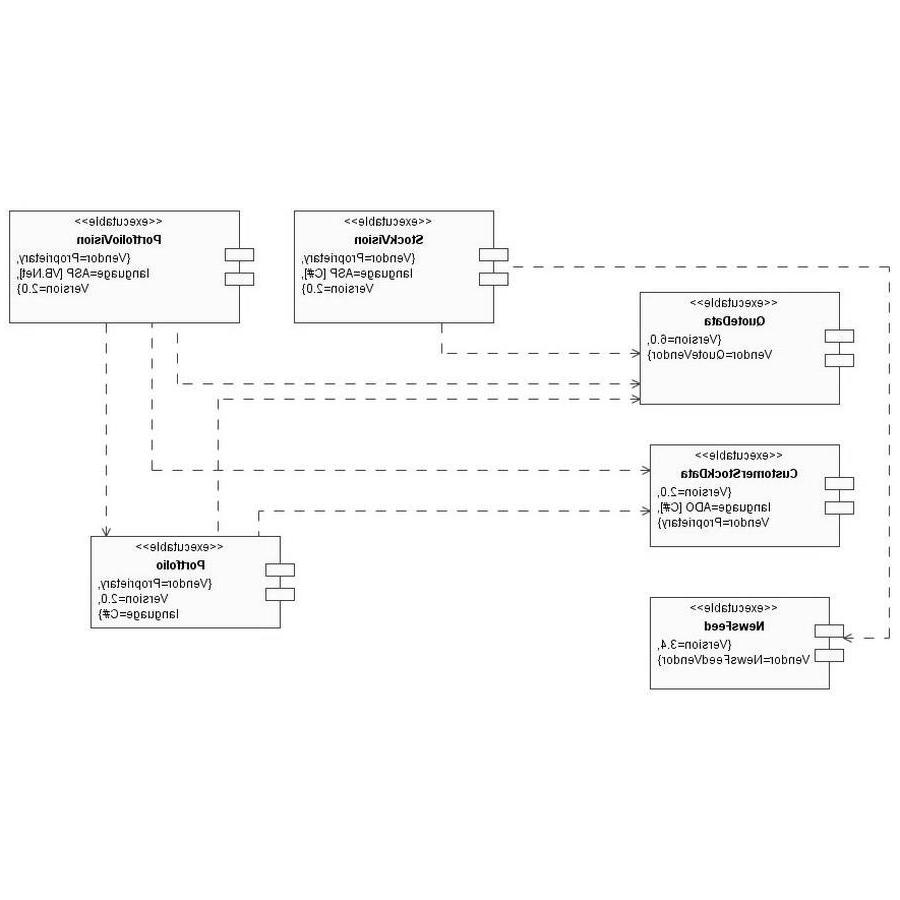 <<executable>>
PortfolioVision
{Vendor=Proprietary,
language=ASP [VB.Net],
Version=2.0}
<<executable>>
StockVision
{Vendor=Proprietary,
language=ASP [C#],
Version=2.0}
<<executable>>
QuoteData
{Version=6.0,
Vendor=QuoteVendor}
<<executable>>
CustomerStockData
{Version=2.0,
language=ADO [C#],
Vendor=Proprietary}
<<executable>>
Portfolio
{Vendor=Proprietary,
Version=2.0,
language=C#}
<<executable>>
NewsFeed
{Version=3.4,
Vendor=NewsFeedVendor}